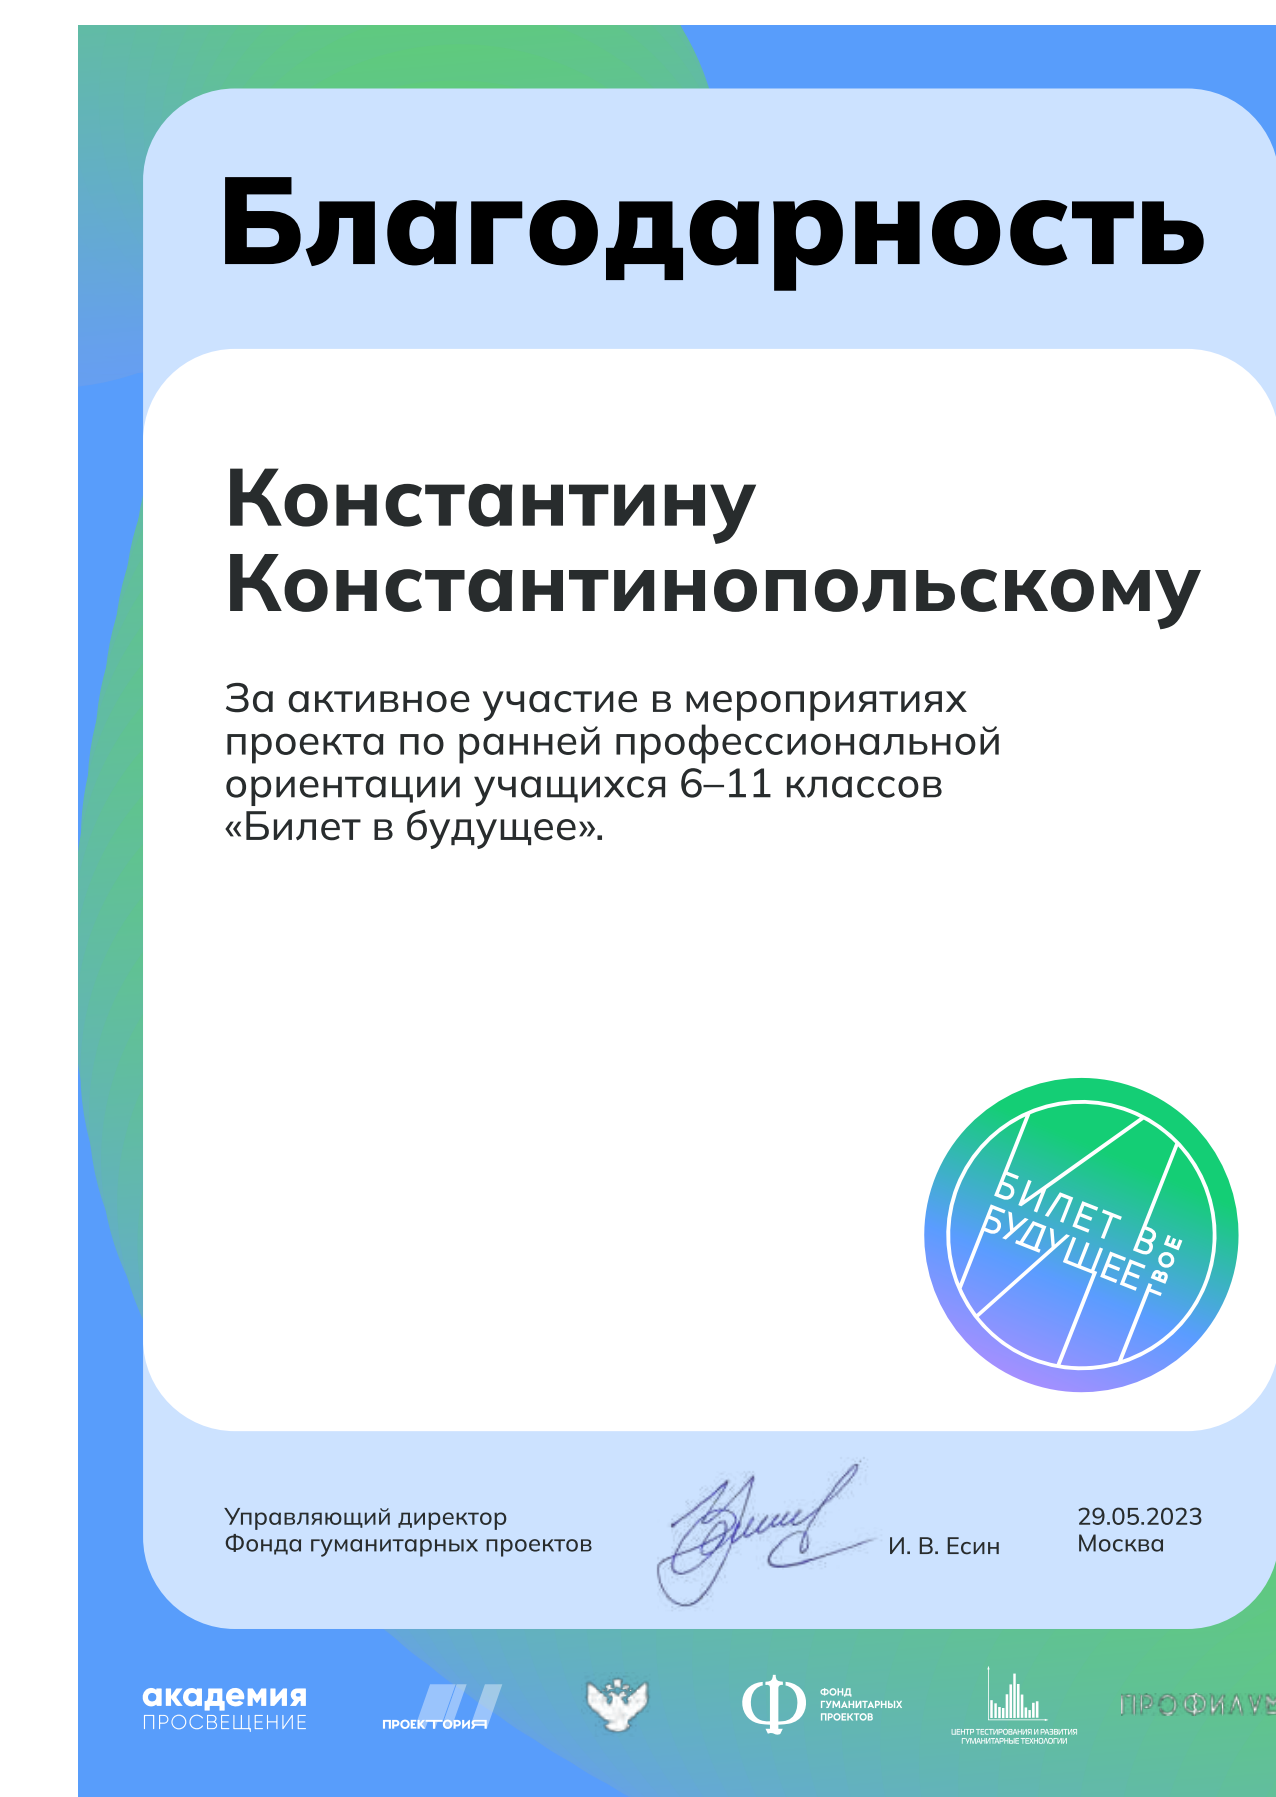 Благодарность
Константину
Константинопольскому
За активное участие в мероприятиях
проекта по ранней профессиональной
ориентации учащихся 6–11 классов
«Билет в будущее».
БИЛЕТ В
БУДУЩЕЕ
ТВОЕ
Управляющий директор
Фонда гуманитарных проектов
И. В. Есин
29.05.2023
Москва
академия
ПРОСВЕЩЕНИЕ
ПРОЕКТОРИЯ
ФОНД
ГУМАНИТАРНЫХ
ПРОЕКТОВ
ЦЕНТР ТЕСТИРОВАНИЯ И РАЗВИТИЯ
ГУМАНИТАРНЫЕ ТЕХНОЛОГИИ